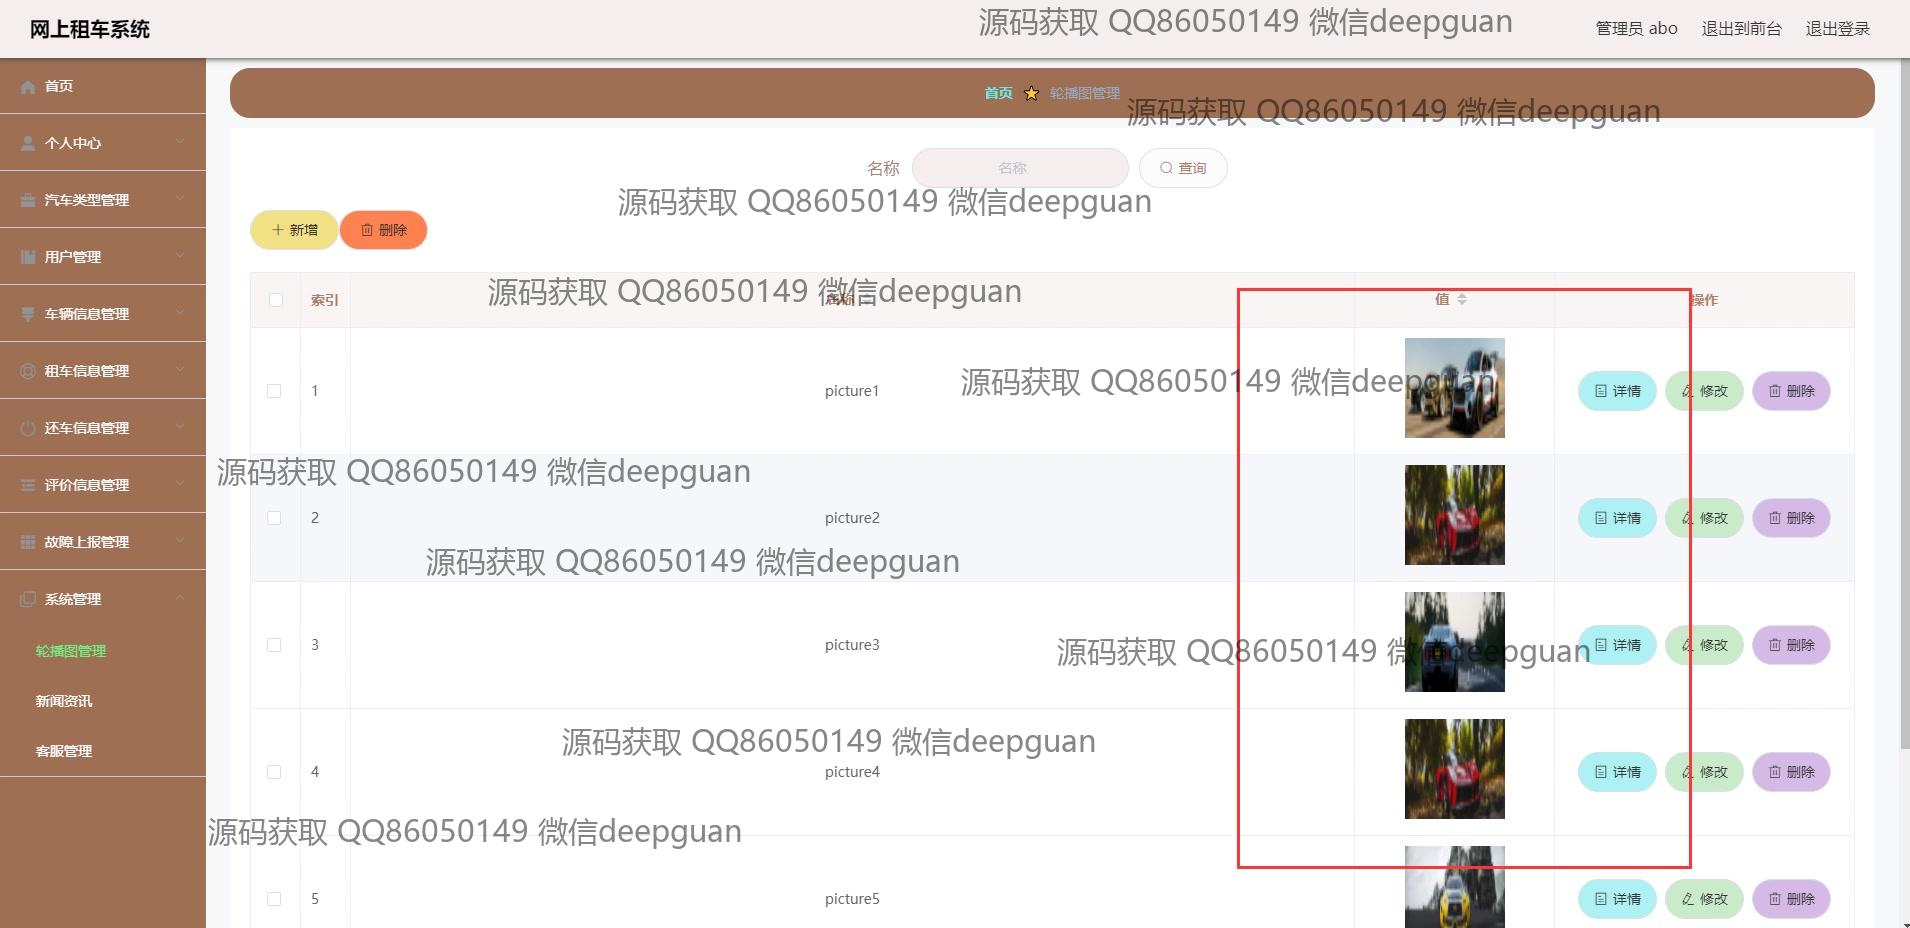 网上租车系统
源码获取 QQ86050149 微信deepguan
管理员 abo 退出到前台 退出登录
首页
个人中心
汽车类型管理
用户管理
车辆信息管理
租车信息管理
还车信息管理
评价信息管理
故障上报管理
系统管理
轮播图管理
新闻资讯
客服管理
首页 轮播图管理
源码获取 QQ86050149 微信deepguan
名称 名称 查询
源码获取 QQ86050149 微信deepguan
新增 删除
源码获取 QQ86050149 微信deepguan
索引 名称 值 操作
1 picture1 详情 修改 删除
源码获取 QQ86050149 微信deepguan
源码获取 QQ86050149 微信deepguan
2 picture2 详情 修改 删除
源码获取 QQ86050149 微信deepguan
3 picture3 详情 修改 删除
源码获取 QQ86050149 微信deepguan
源码获取 QQ86050149 微信deepguan
4 picture4 详情 修改 删除
源码获取 QQ86050149 微信deepguan
5 picture5 详情 修改 删除